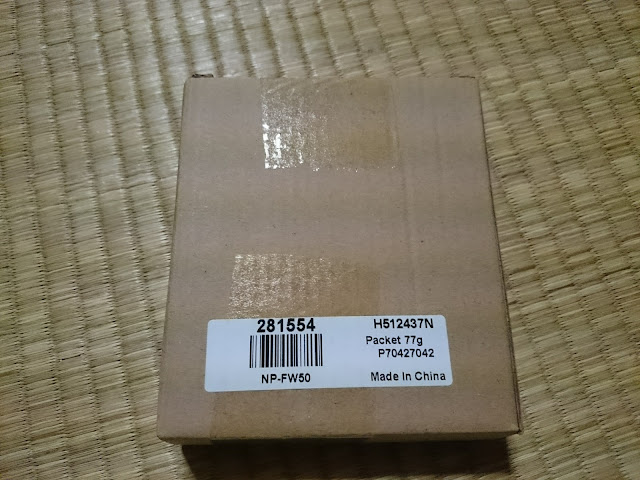 281554
H512437N
Packet 77g
P70427042
NP-FW50
Made In China